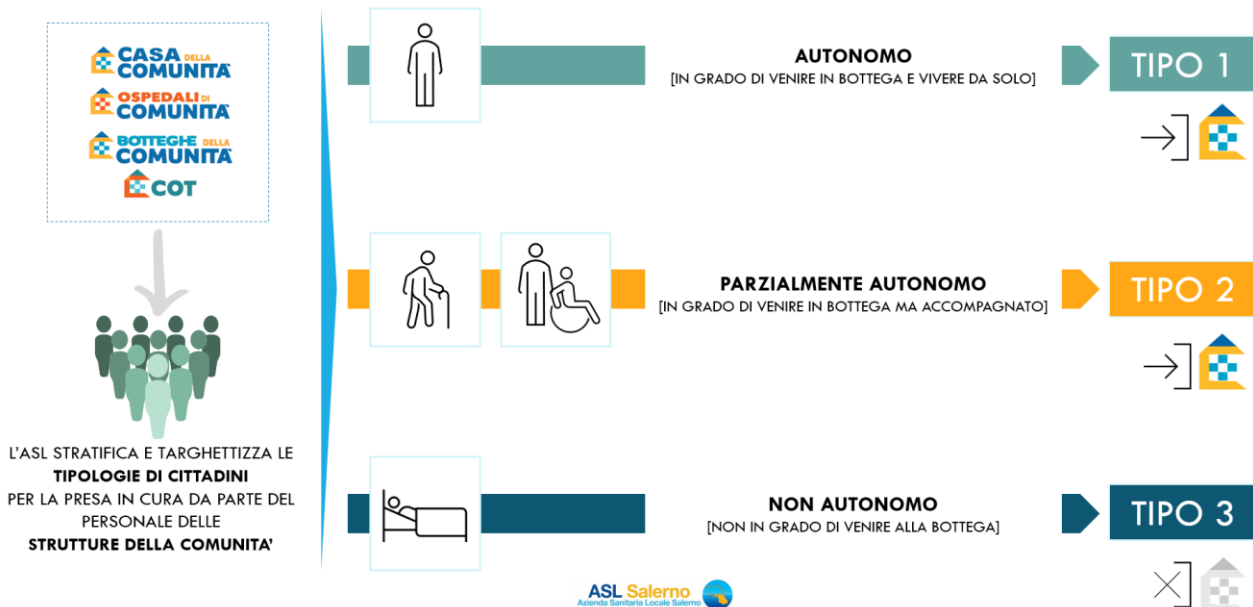 CASA DELLA
COMUNITÀ
OSPEDALI DI
COMUNITÀ
BOTTEGHE DELLA
COMUNITÀ
COT
L'ASL STRATIFICA E TARGHETTIZZA LE
TIPOLOGIE DI CITTADINI
PER LA PRESA IN CURA DA PARTE DEL
PERSONALE DELLE
STRUTTURE DELLA COMUNITA'
AUTONOMO
[IN GRADO DI VENIRE IN BOTTEGA E VIVERE DA SOLO]
TIPO 1
PARZIALMENTE AUTONOMO
[IN GRADO DI VENIRE IN BOTTEGA MA ACCOMPAGNATO]
TIPO 2
NON AUTONOMO
[NON IN GRADO DI VENIRE ALLA BOTTEGA]
TIPO 3
ASL Salerno
Azienda Sanitaria Locale Salerno